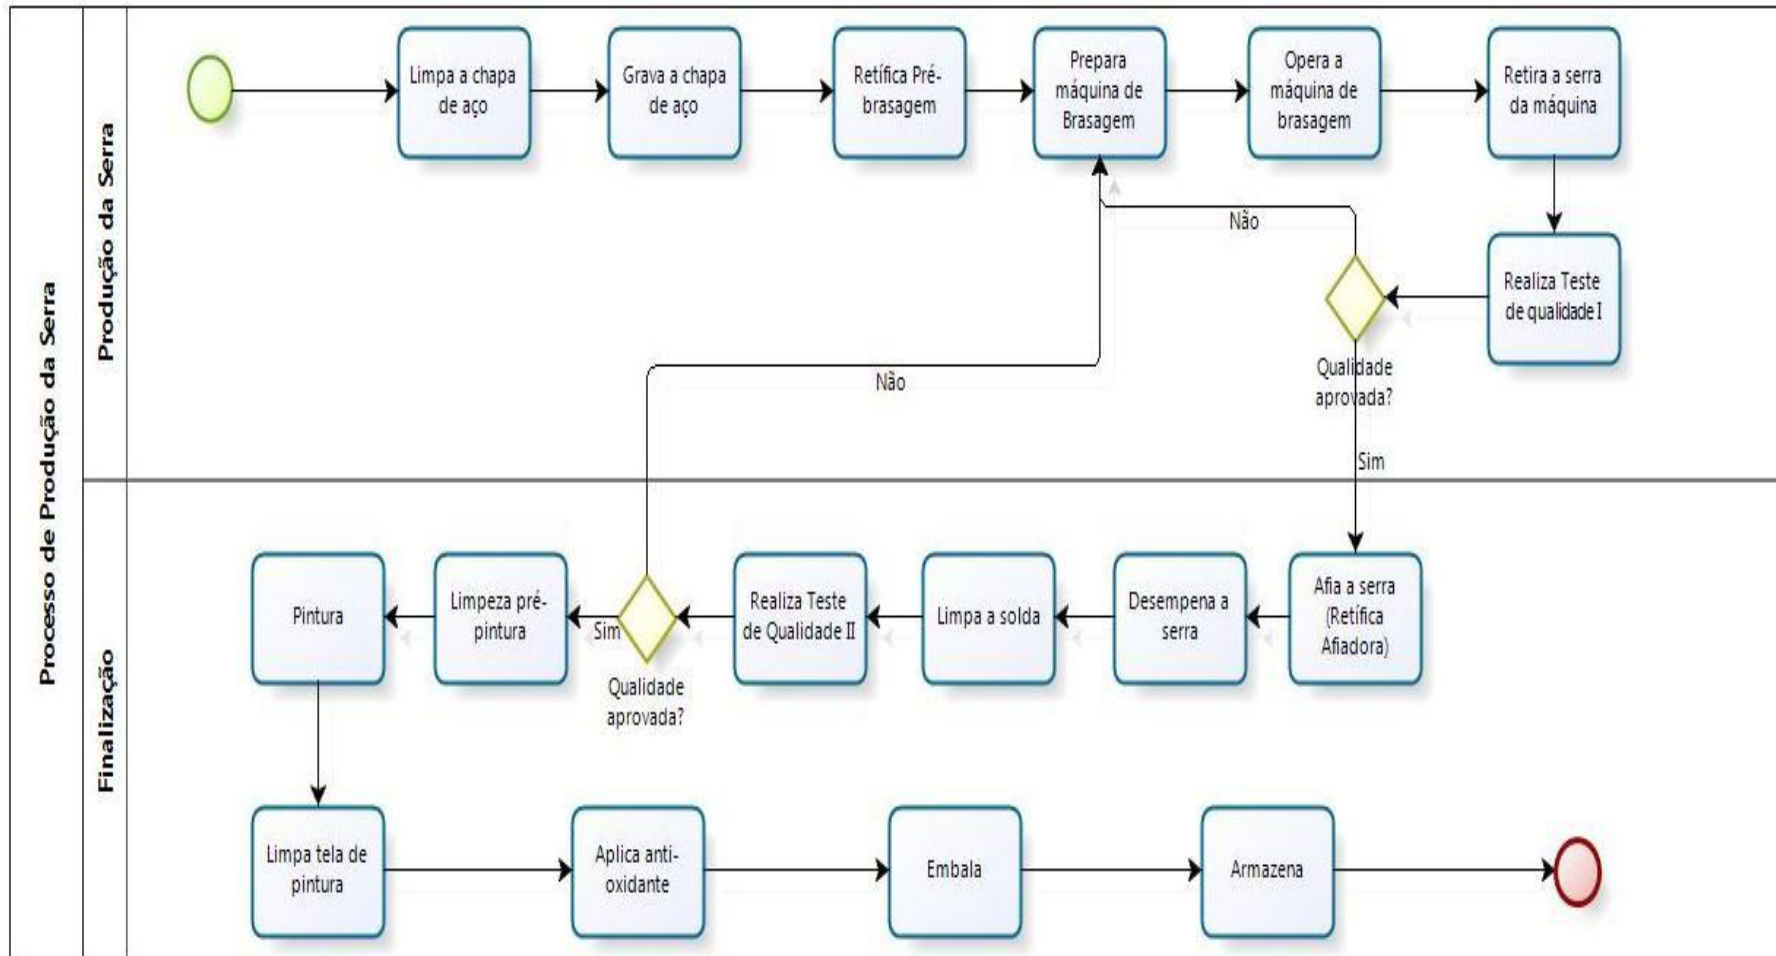 Processo de Produção da Serra
Produção da Serra
Limpa a chapa
de aço
Grava a chapa
de aço
Retífica Pré-
brasagem
Prepara
máquina de
Brasagem
Opera a
máquina de
brasagem
Retira a serra
da máquina
Realiza Teste
de qualidade I
Não
Qualidade
aprovada?
Não
Sim
Finalização
Afia a serra
(Retífica
Afiadora)
Desempena a
serra
Limpa a solda
Realiza Teste
de Qualidade II
Qualidade
aprovada?
Sim
Limpeza pré-
pintura
Pintura
Limpa tela de
pintura
Aplica anti-
oxidante
Embala
Armazena